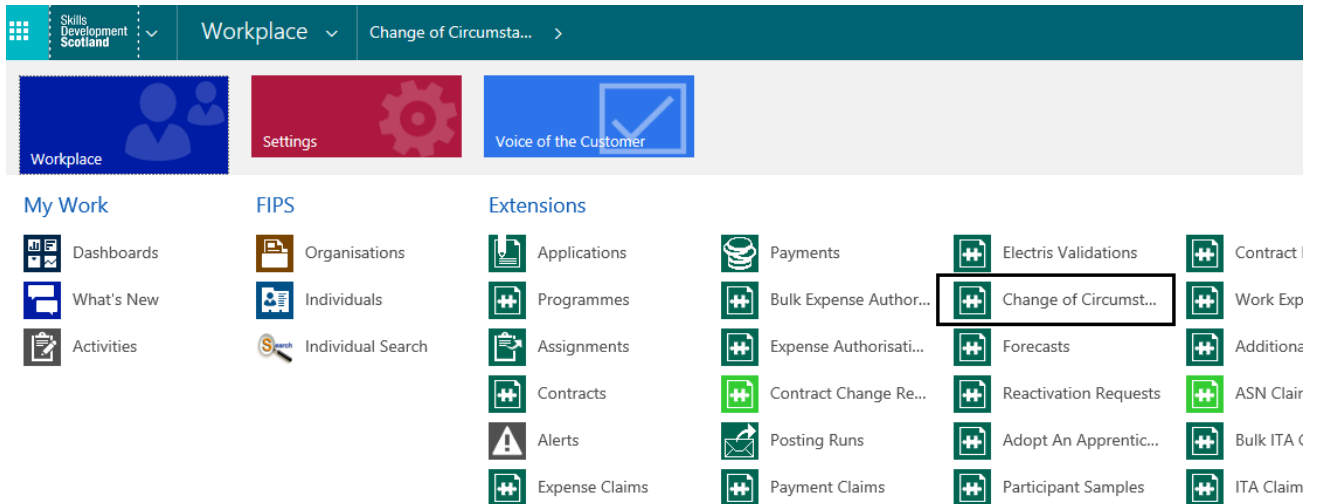 Skills
Development
Scotland
Workplace
Change of Circumsta...
Workplace
Settings
Voice of the Customer
My Work
FIPS
Extensions
Dashboards
Organisations
Applications
Payments
Electris Validations
Contract
What's New
Individuals
Programmes
Bulk Expense Author...
Change of Circumst...
Work Exp
Activities
Search
Individual Search
Assignments
Expense Authorisati...
Forecasts
Additiona
Contracts
Contract Change Re...
Reactivation Requests
ASN Clair
Alerts
Posting Runs
Adopt An Apprentic...
Bulk ITA
Expense Claims
Payment Claims
Participant Samples
ITA Claim